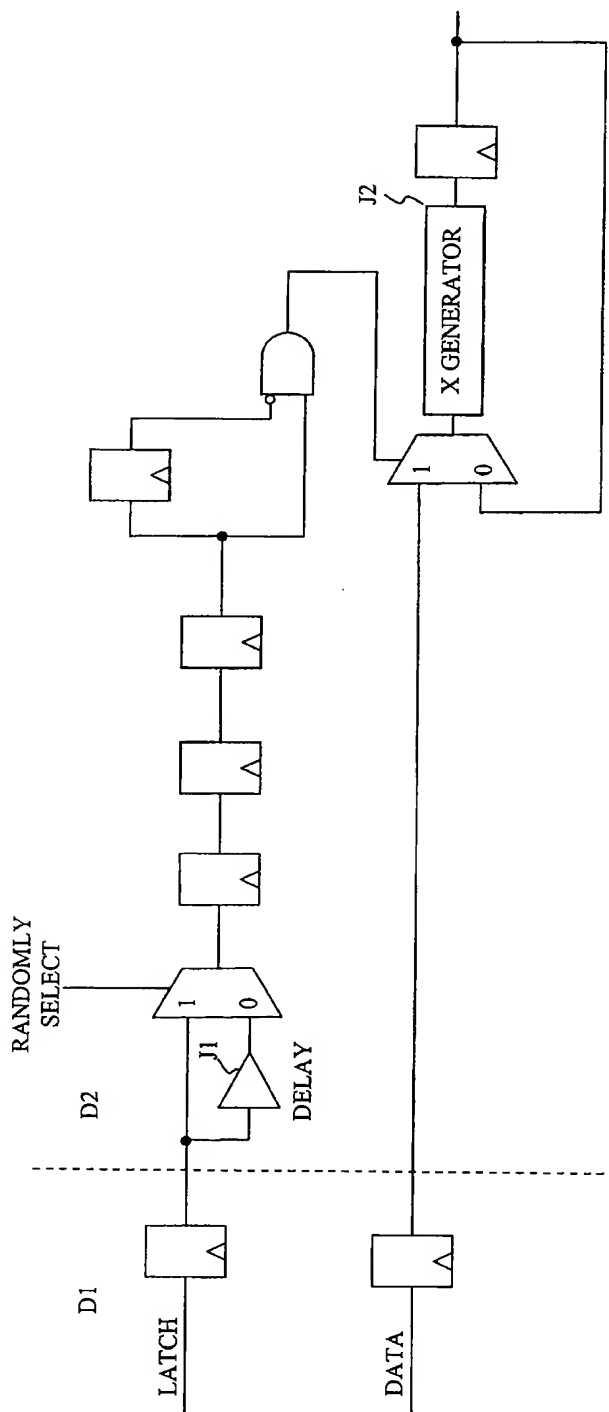 RANDOMLY
SELECT
D1
D2
LATCH
1
0
J1
DELAY
J2
1
0
X GENERATOR
DATA